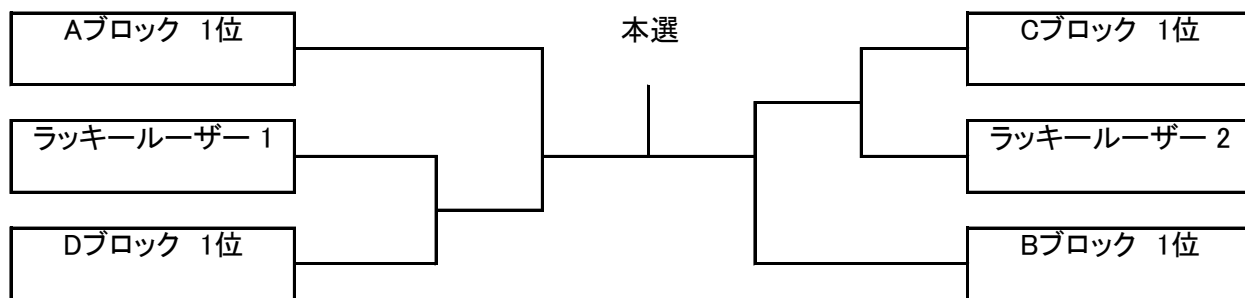 Aブロック 1位
本選
Cブロック 1位
ラッキールーザー 1
ラッキールーザー 2
Dブロック 1位
Bブロック 1位